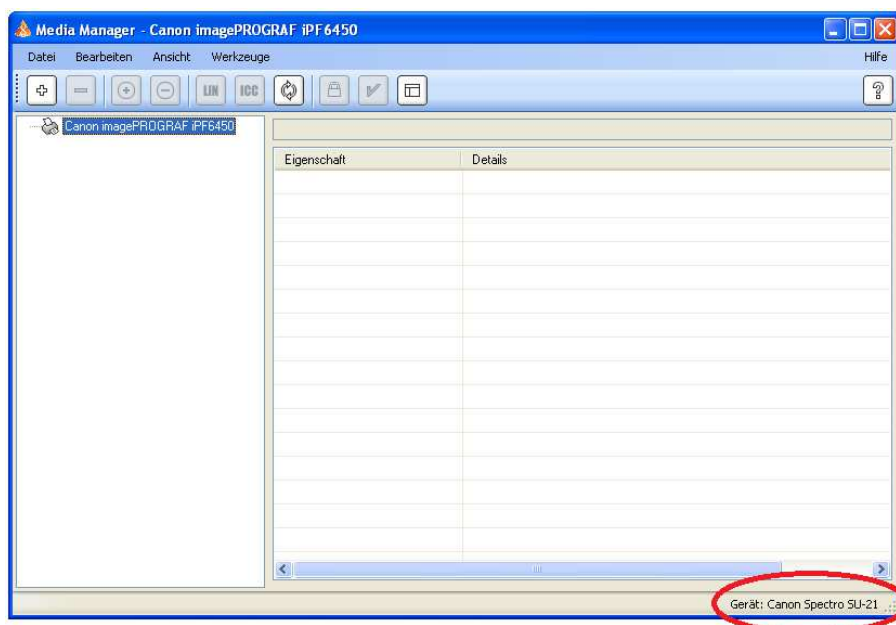 Media Manager - Canon imagePROGRAF iPF6450
Datei Bearbeiten Ansicht Werkzeuge Hilfe
LIN ICC
Canon imagePROGRAF iPF6450
Eigenschaft Details
Gerät: Canon Spectro SU-21